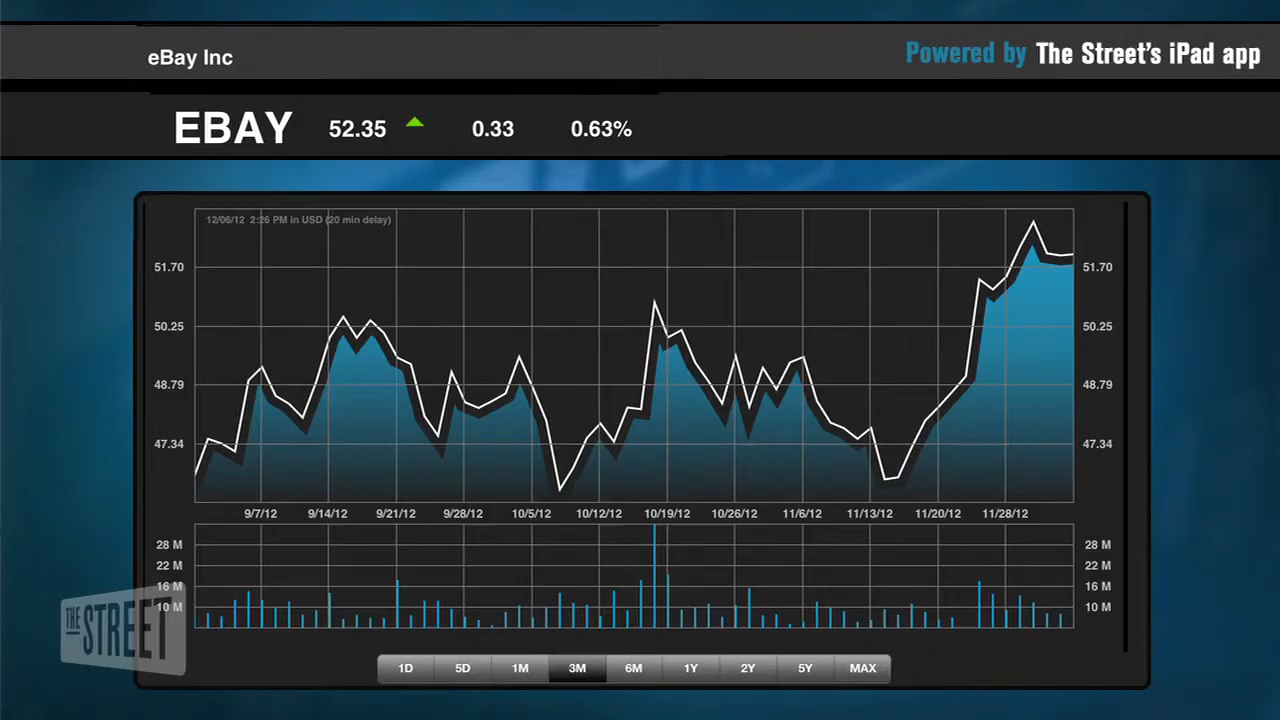 eBay Inc
Powered by The Street's iPad app
EBAY 52.35 0.33 0.63%
12/06/12 2:26 PM in USD (20 min delay)
51.70 51.70
50.25 50.25
48.79 48.79
47.34 47.34
9/7/12 9/14/12 9/21/12 9/28/12 10/5/12 10/12/12 10/19/12 10/26/12 11/6/12 11/13/12 11/20/12 11/28/12
28 M 28 M
22 M 22 M
16 M 16 M
10 M 10 M
THE STREET
1D 5D 1M 3M 6M 1Y 2Y 5Y MAX